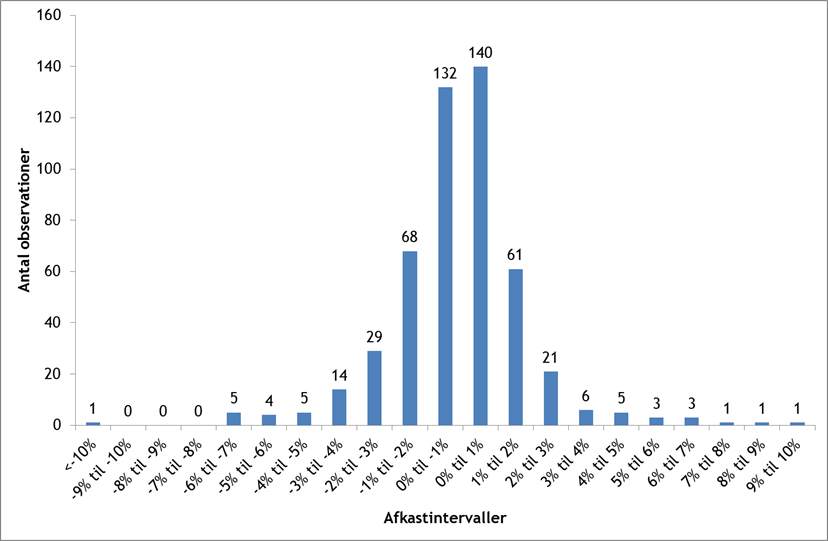 160
140
120
100
80
60
40
20
0
Antal observationer
1
0
0
0
5
4
5
14
29
68
132
140
61
21
6
5
3
3
1
1
1
<-10%
-9% til -10%
-8% til -9%
-7% til -8%
-6% til -7%
-5% til -6%
-4% til -5%
-3% til -4%
-2% til -3%
-1% til -2%
0% til -1%
0% til 1%
1% til 2%
2% til 3%
3% til 4%
4% til 5%
5% til 6%
6% til 7%
7% til 8%
8% til 9%
9% til 10%
Afkastintervaller